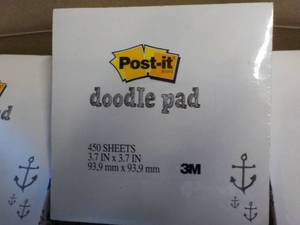 Post-it
doodle pad
450 SHEETS
3.7 IN x 3.7 IN
93,9 mm x 93,9 mm
3M
pad